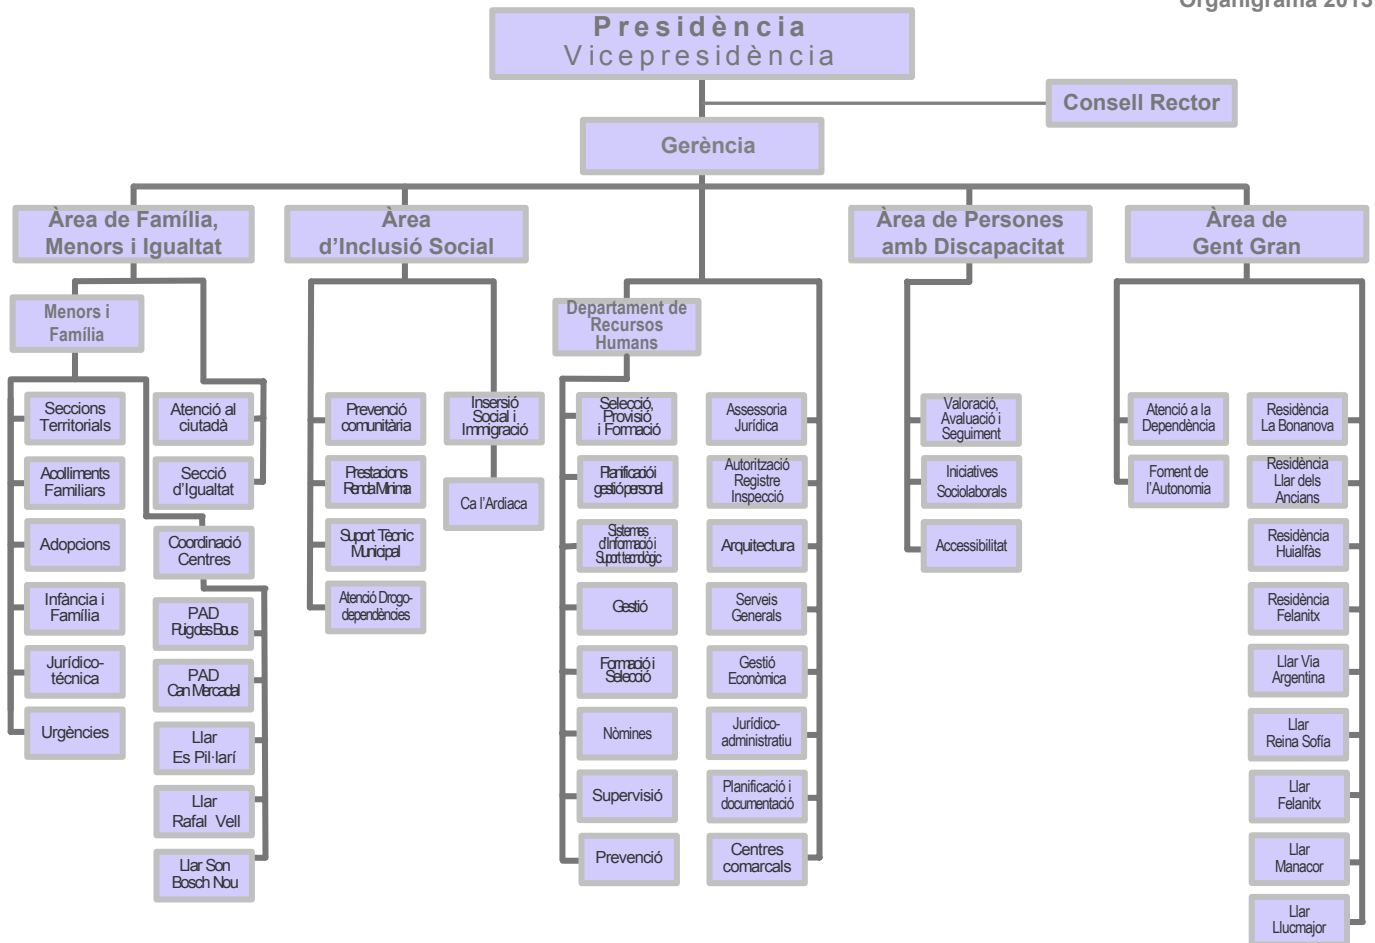 Organigrama 2013
Presidència
Vicepresidència
Consell Rector
Gerència
Àrea de Família,
Menors i Igualtat
Àrea
d'Inclusió Social
Àrea de Persones
amb Discapacitat
Àrea de
Gent Gran
Menors i
Família
Departament de
Recursos
Humans
Seccions
Territorials
Acolliments
Familiars
Adopcions
Infància i
Família
Jurídico-
técnica
Urgències
Atenció al
ciutadà
Secció
d'Igualtat
Coordinació
Centres
PAD
Puig des Bous
PAD
Can Mercadal
Llar
Es Pil·larí
Llar
Rafal Vell
Llar Son
Bosch Nou
Prevenció
comunitària
Prestacions
Renda Mínima
Suport Tècnic
Municipal
Atenció Drogo-
dependències
Insersió
Social i
Immigració
Ca l'Ardiaca
Selecció,
Provisió
i Formació
Planificació i
gestió personal
Sistemes
d'Informació i
Suport tecnològic
Gestió
Formació i
Selecció
Nòmines
Supervisió
Prevenció
Assessoria
Jurídica
Autorització
Registre
Inspecció
Arquitectura
Serveis
Generals
Gestió
Econòmica
Jurídico-
administratiu
Planificació i
documentació
Centres
comarcals
Valoració,
Avaluació i
Seguiment
Iniciatives
Sociolaborals
Accessibilitat
Atenció a la
Dependència
Foment de
l'Autonomia
Residència
La Bonanova
Residència
Llar dels
Ancians
Residència
Huialfàs
Residència
Felanitx
Llar Via
Argentina
Llar
Reina Sofía
Llar
Felanitx
Llar
Manacor
Llar
Llucmajor